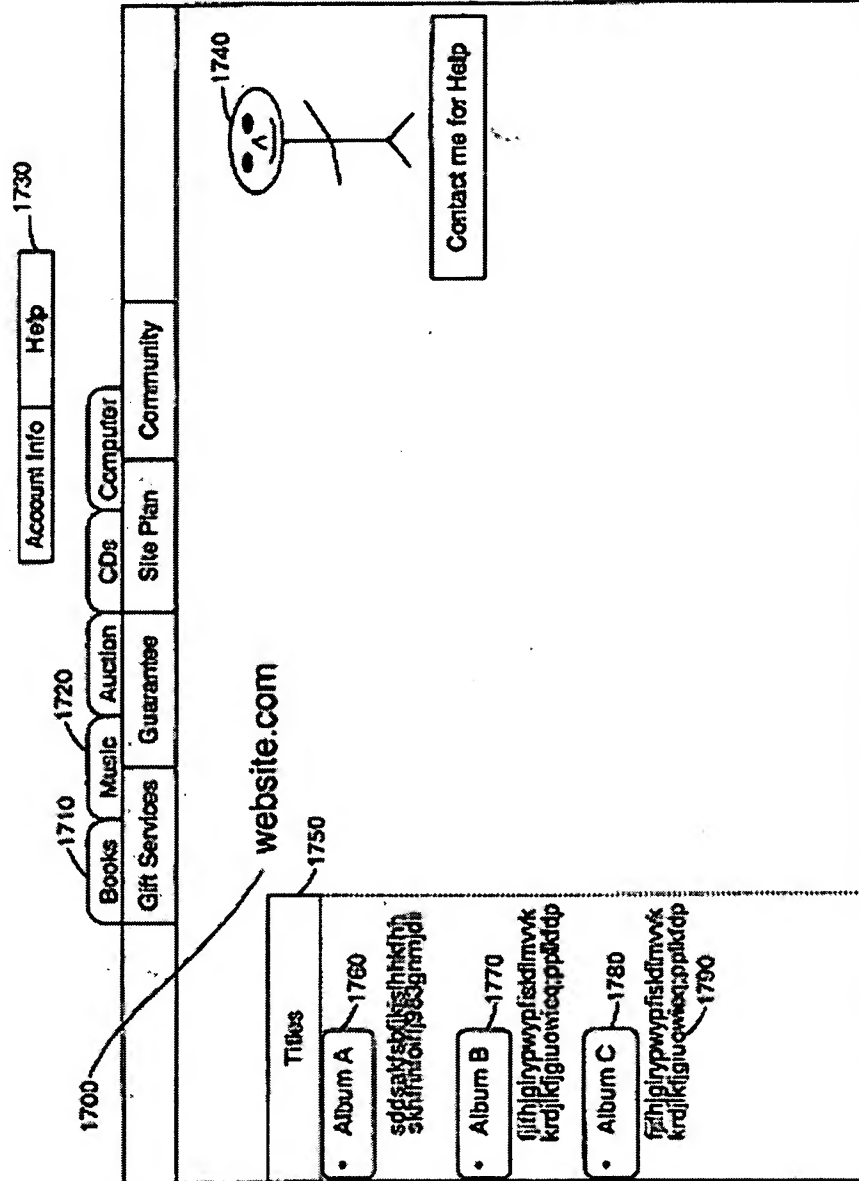 Account Info Help 1730
1710 1720
Books Music Auction CDs Computer
Gift Services Guarantee Site Plan Community
1700 website.com
1740
Contact me for Help
1750
Titles
• Album A 1760
• Album B 1770
• Album C 1780
1790